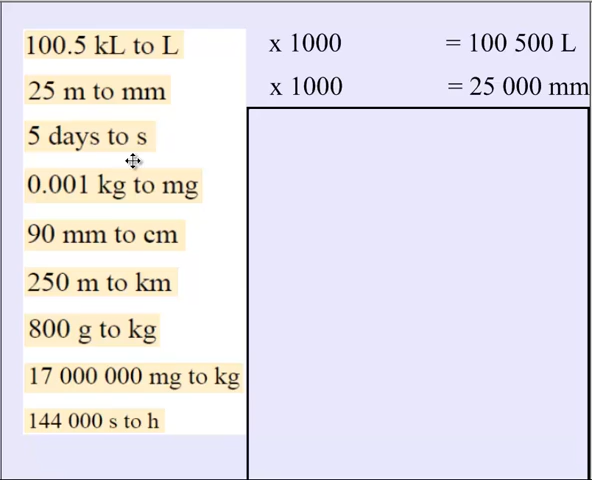 100.5 kL to L x 1000 = 100 500 L
25 m to mm x 1000 = 25 000 mm
5 days to s
0.001 kg to mg
90 mm to cm
250 m to km
800 g to kg
17 000 000 mg to kg
144 000 s to h